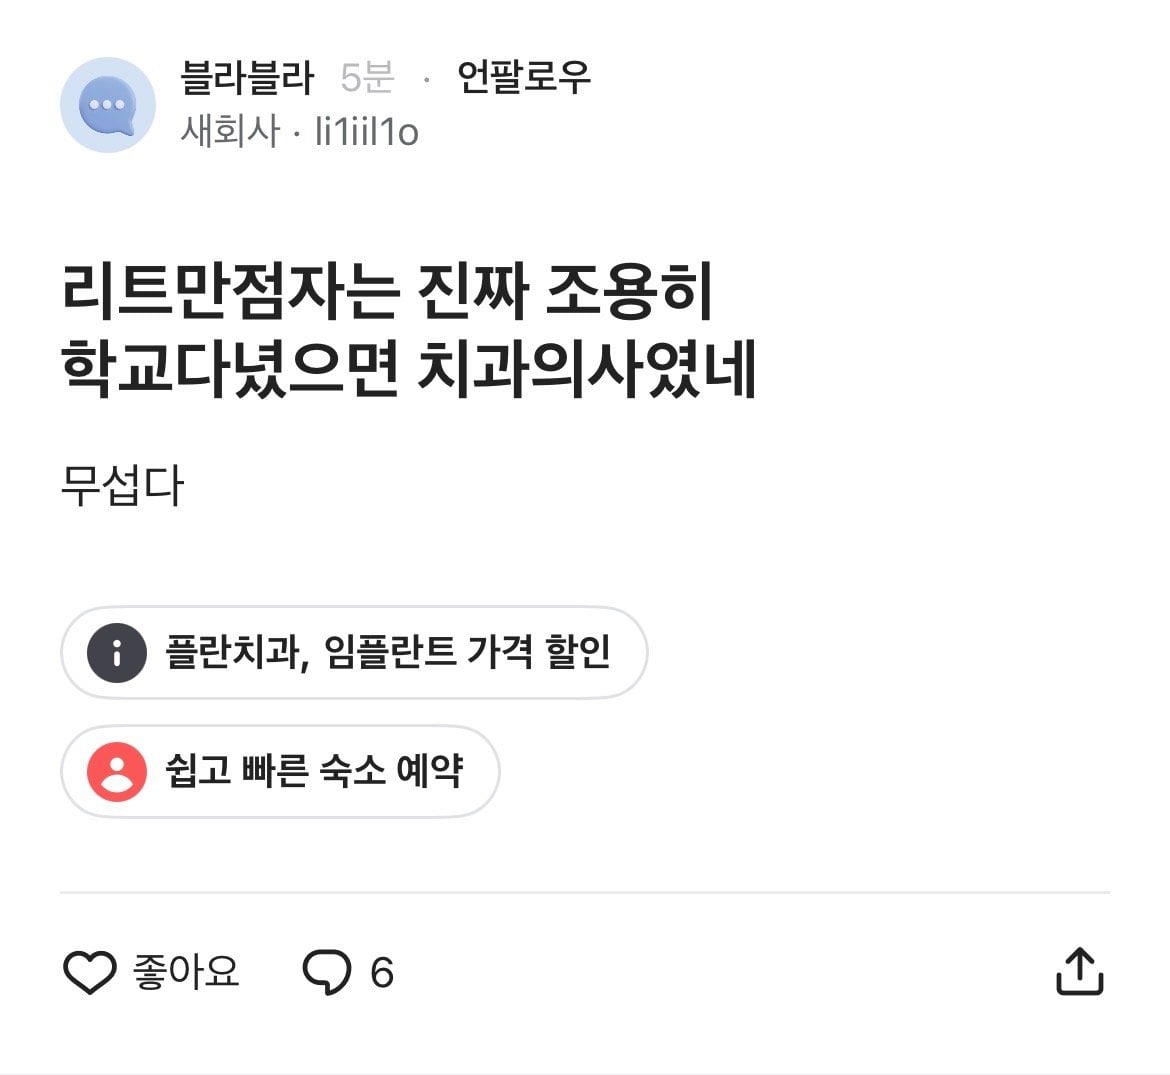 블라블라 5분 · 언팔로우
새회사 · li1iil1o
리트만점자는 진짜 조용히
학교다녔으면 치과의사였네
무섭다
플란치과, 임플란트 가격 할인
쉽고 빠른 숙소 예약
좋아요 6